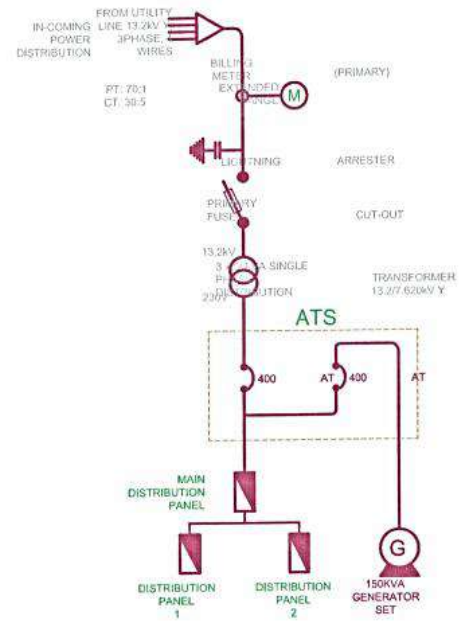 FROM UTILITY
IN-COMING LINE 13.2kV Y
POWER 3PHASE,
DISTRIBUTION WIRES
BILLING
METER (PRIMARY)
EXTENDED
RANGE
M
PT: 70:1
CT: 30:5
LIGHTNING ARRESTER
PRIMARY
FUSE CUT-OUT
13,2kV
SINGLE
DISTRIBUTION
230V
TRANSFORMER
13.2/7.620kV Y
ATS
400 AT 400 AT
MAIN
DISTRIBUTION
PANEL
DISTRIBUTION
PANEL
1
DISTRIBUTION
PANEL
2
G
150KVA
GENERATOR
SET